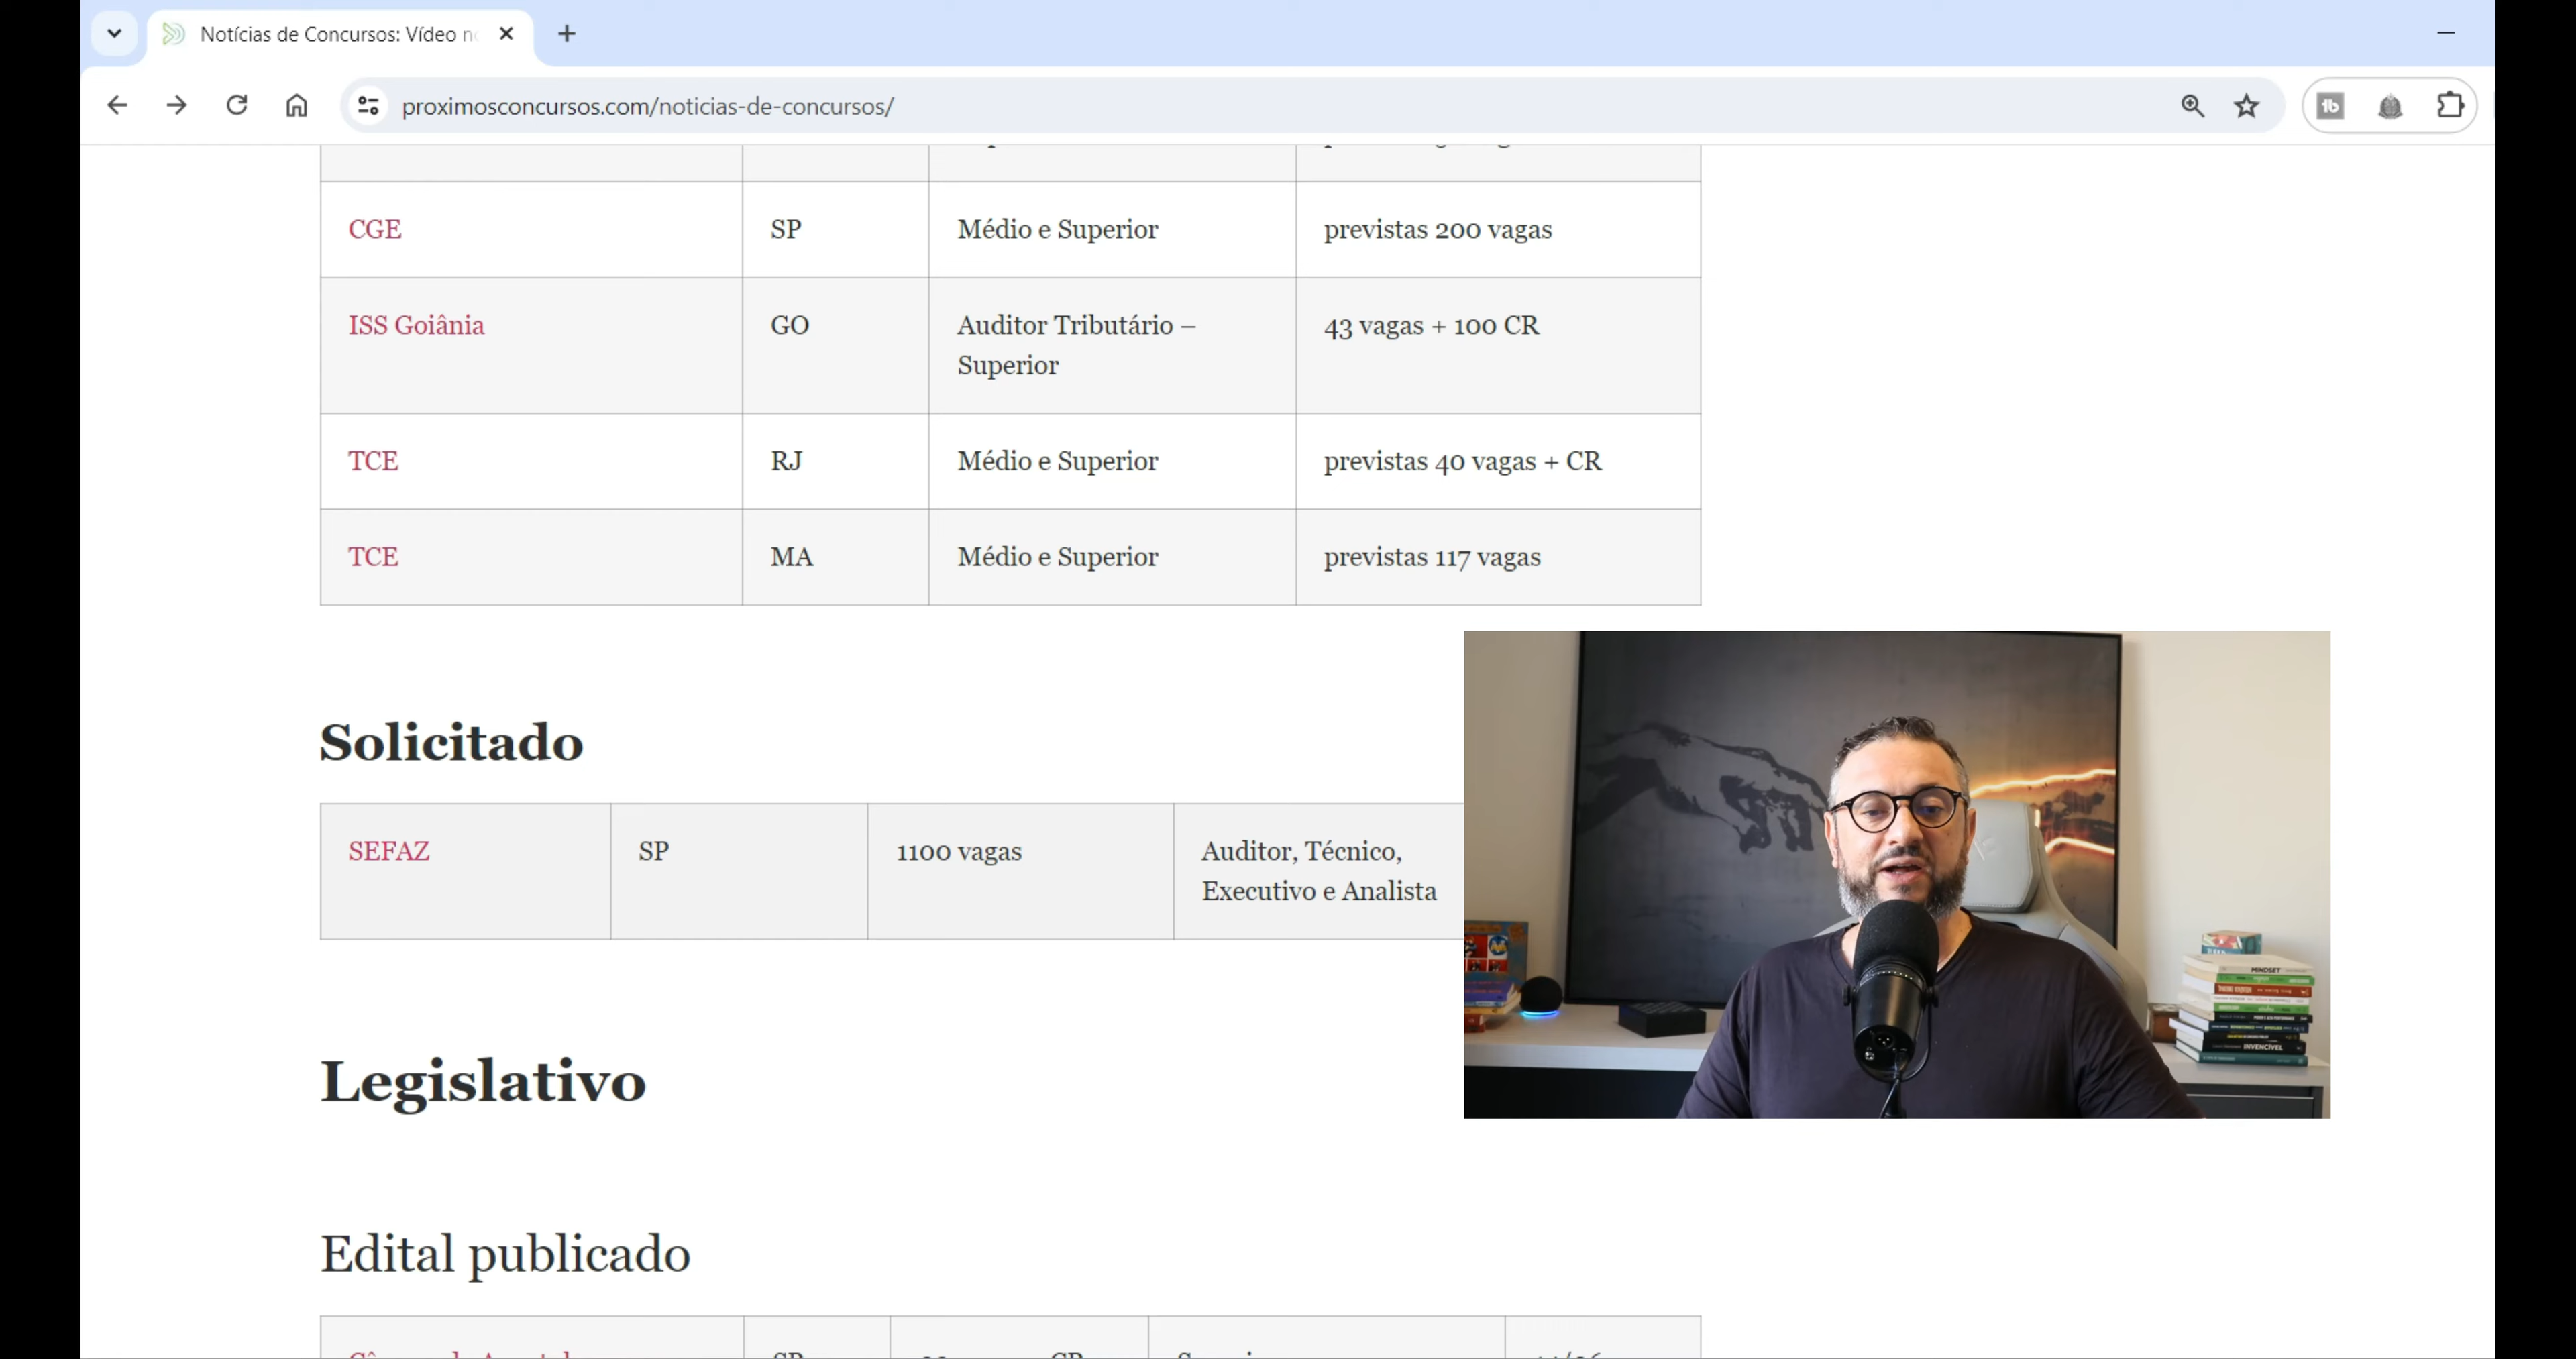 Notícias de Concursos: Vídeo n
proximosconcursos.com/noticias-de-concursos/
CGE SP Médio e Superior previstas 200 vagas
ISS Goiânia GO Auditor Tributário – 43 vagas + 100 CR
Superior
TCE RJ Médio e Superior previstas 40 vagas + CR
TCE MA Médio e Superior previstas 117 vagas
Solicitado
SEFAZ SP 1100 vagas Auditor, Técnico,
Executivo e Analista
MINDSET
INVENCÍVEL
Legislativo
Edital publicado